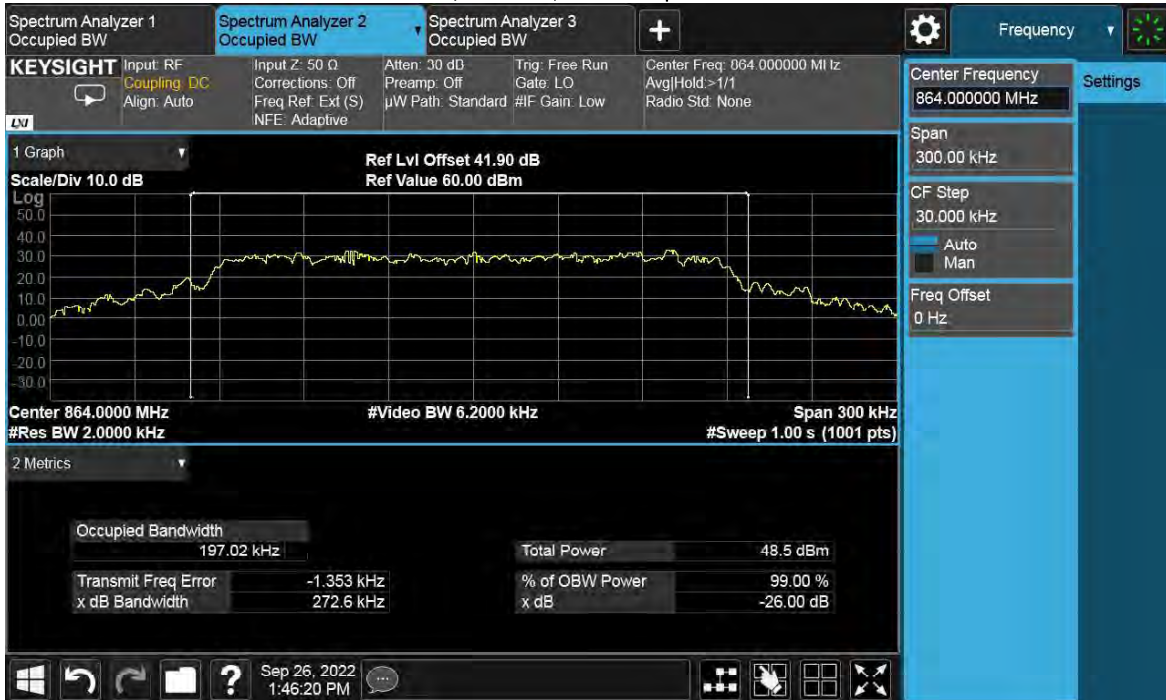 Spectrum Analyzer 1
Occupied BW
Spectrum Analyzer 2
Occupied BW
Spectrum Analyzer 3
Occupied BW
+
Frequency
KEYSIGHT
LXI
Input: RF
Coupling: DC
Align: Auto
Input Z: 50 Ω
Corrections: Off
Freq Ref: Ext (S)
NFE: Adaptive
Atten: 30 dB
Preamp: Off
µW Path: Standard
Trig: Free Run
Gate: LO
#IF Gain: Low
Center Freq: 864.000000 MHz
Avg|Hold:>1/1
Radio Std: None
Center Frequency
864.000000 MHz
Settings
Span
300.00 kHz
CF Step
30.000 kHz
Auto
Man
Freq Offset
0 Hz
1 Graph
Scale/Div 10.0 dB
Ref Lvl Offset 41.90 dB
Ref Value 60.00 dBm
Log
50.0
40.0
30.0
20.0
10.0
0.00
-10.0
-20.0
-30.0
Center 864.0000 MHz
#Video BW 6.2000 kHz
Span 300 kHz
#Res BW 2.0000 kHz
#Sweep 1.00 s (1001 pts)
2 Metrics
Occupied Bandwidth
197.02 kHz
Total Power 48.5 dBm
Transmit Freq Error -1.353 kHz
% of OBW Power 99.00 %
x dB Bandwidth 272.6 kHz
x dB -26.00 dB
?
Sep 26, 2022
1:46:20 PM